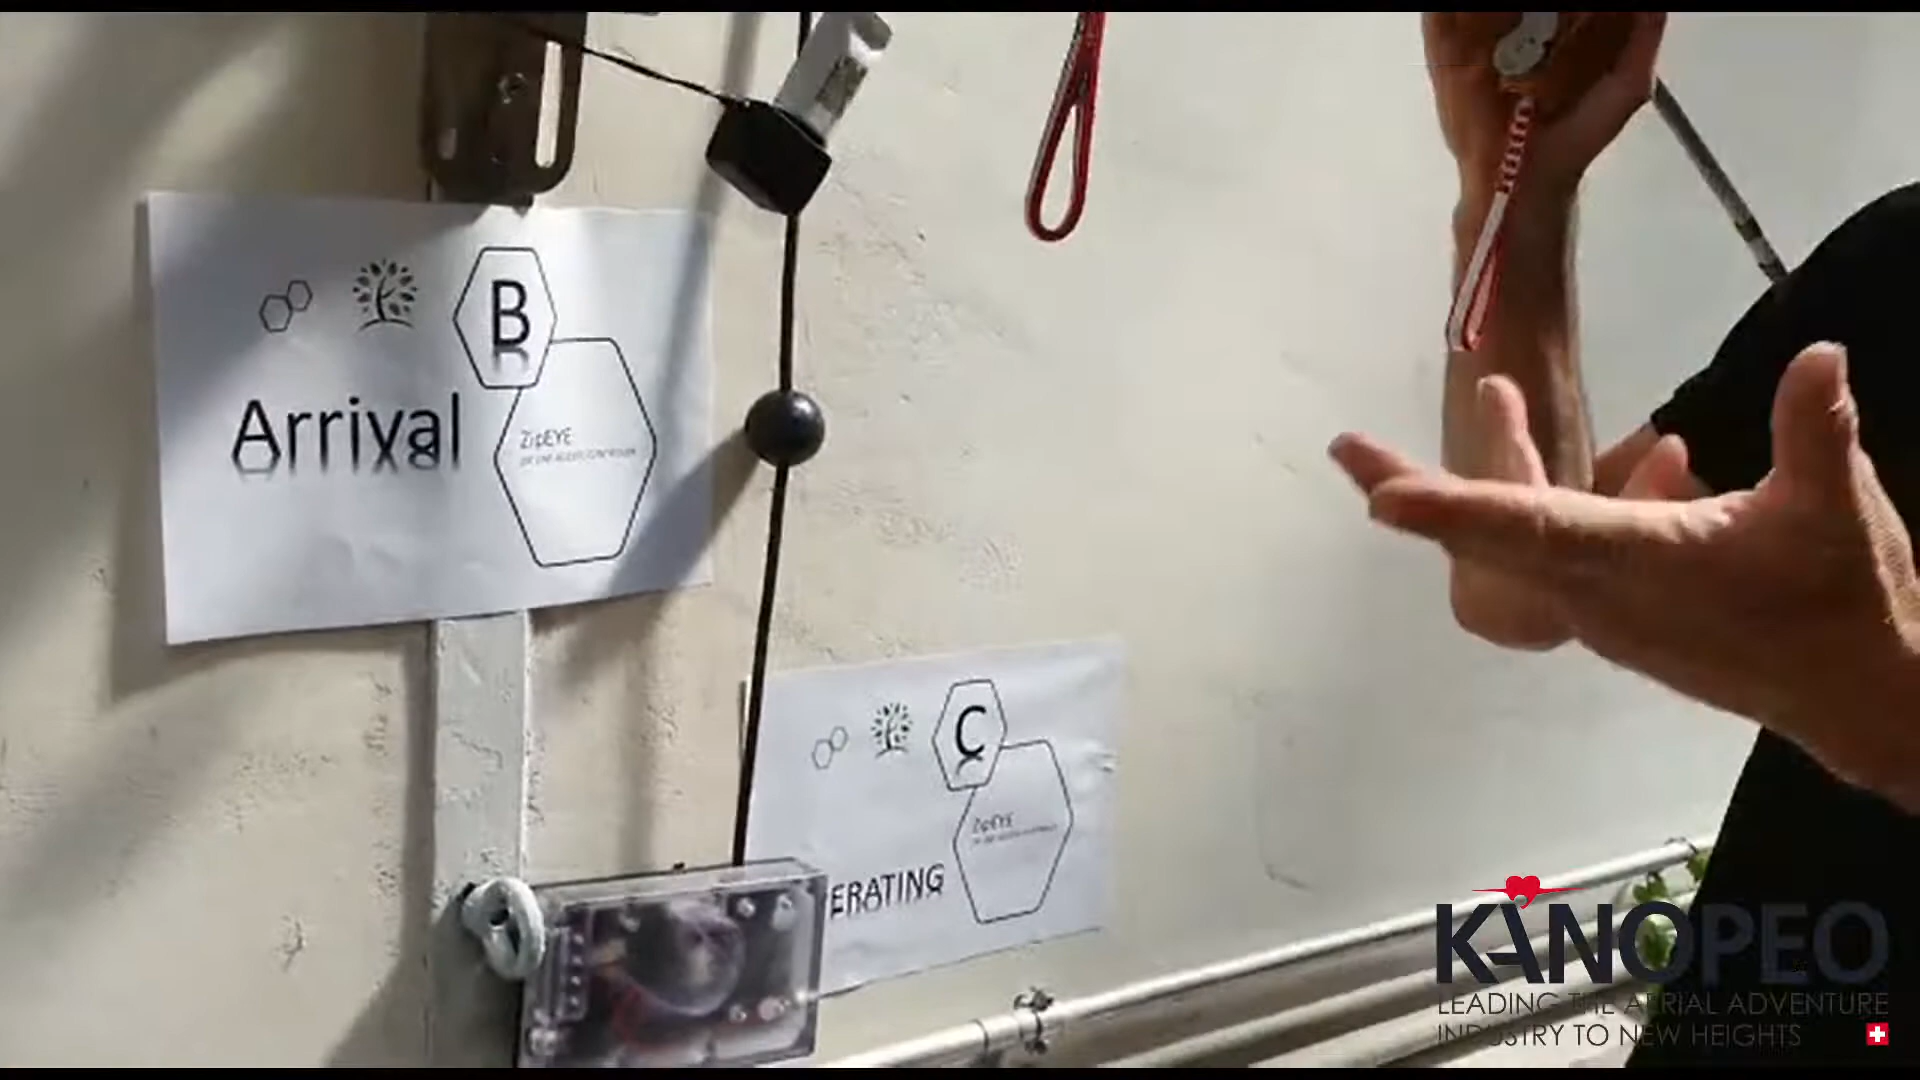 B
Arrival
ZipEYE
C
ZipEYE
ERATING
KANOPEO
LEADING THE AERIAL ADVENTURE
INDUSTRY TO NEW HEIGHTS